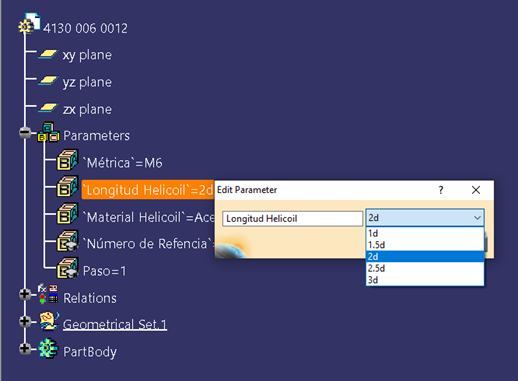 4130 006 0012
xy plane
yz plane
zx plane
Parameters
`Métrica`=M6
`Longitud Helicoil`=2d
Edit Parameter ? ×
Longitud Helicoil 2d
1d
1.5d
2d
2.5d
3d
`Material Helicoil`=Ace
`Número de Refencia`
Paso=1
Relations
Geometrical Set.1
PartBody